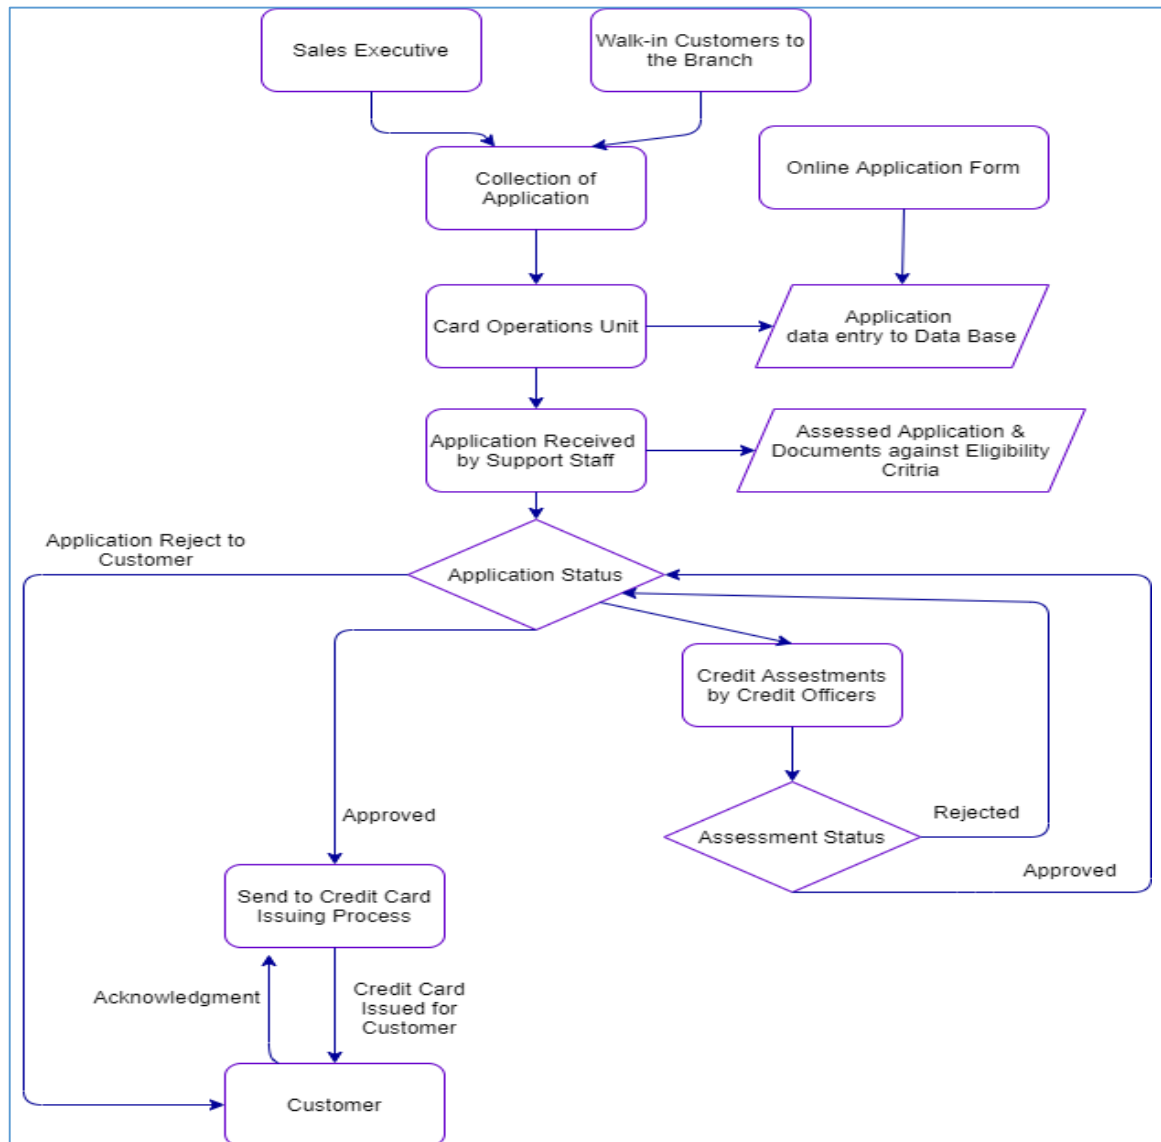 Sales Executive
Walk-in Customers to
the Branch
Collection of
Application
Online Application Form
Card Operations Unit
Application
data entry to Data Base
Application Received
by Support Staff
Assessed Application &
Documents against Eligibility
Critria
Application Reject to
Customer
Application Status
Credit Assestments
by Credit Officers
Approved
Assessment Status
Rejected
Approved
Send to Credit Card
Issuing Process
Acknowledgment
Credit Card
Issued for
Customer
Customer